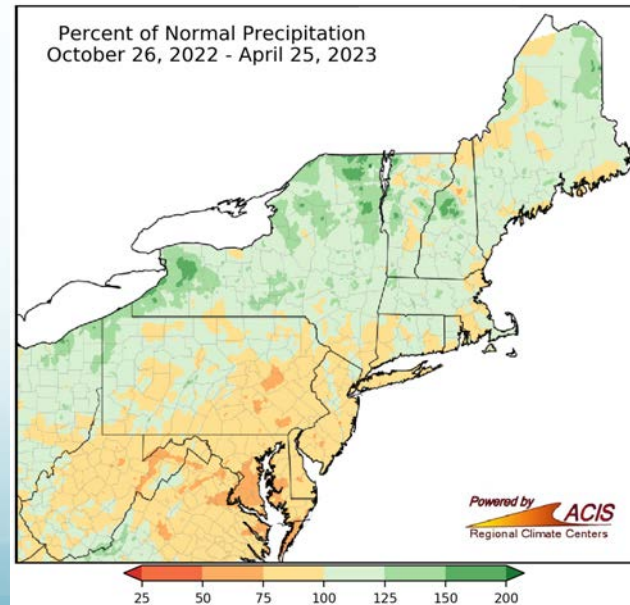 Percent of Normal Precipitation
October 26, 2022 - April 25, 2023
Powered by
ACIS
Regional Climate Centers
25 50 75 100 125 150 200